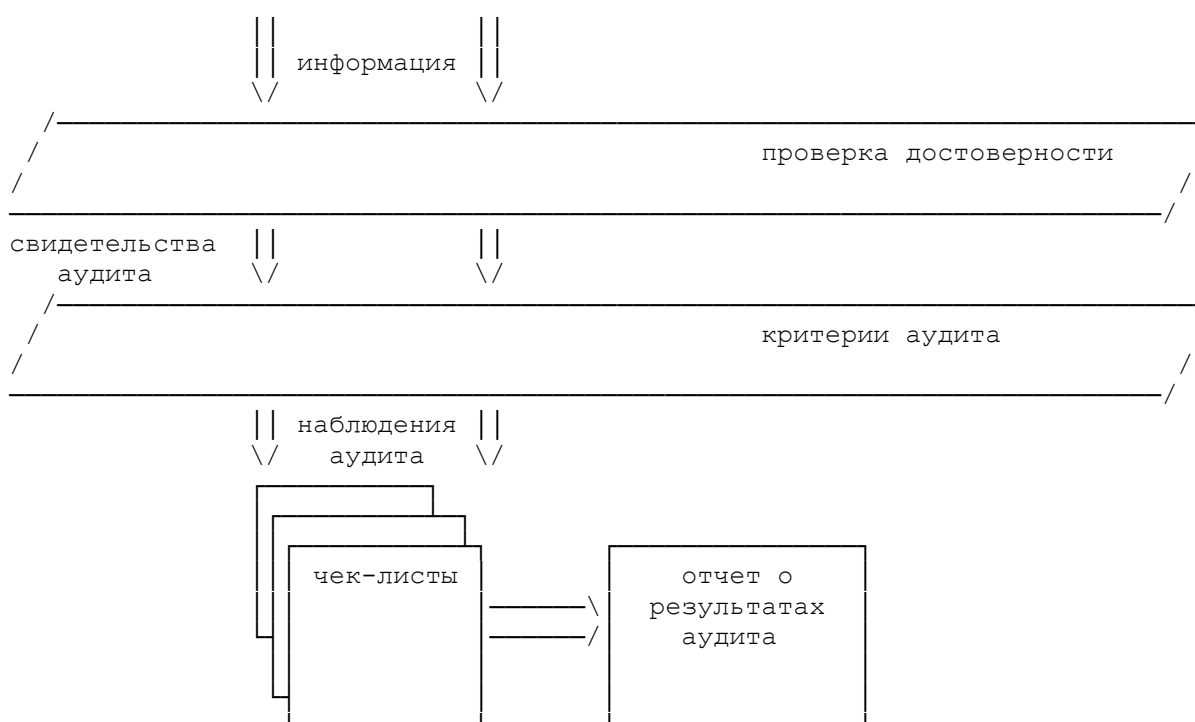 информация
проверка достоверности
свидетельства
аудита
критерии аудита
наблюдения
аудита
чек-листы
отчет о
результатах
аудита